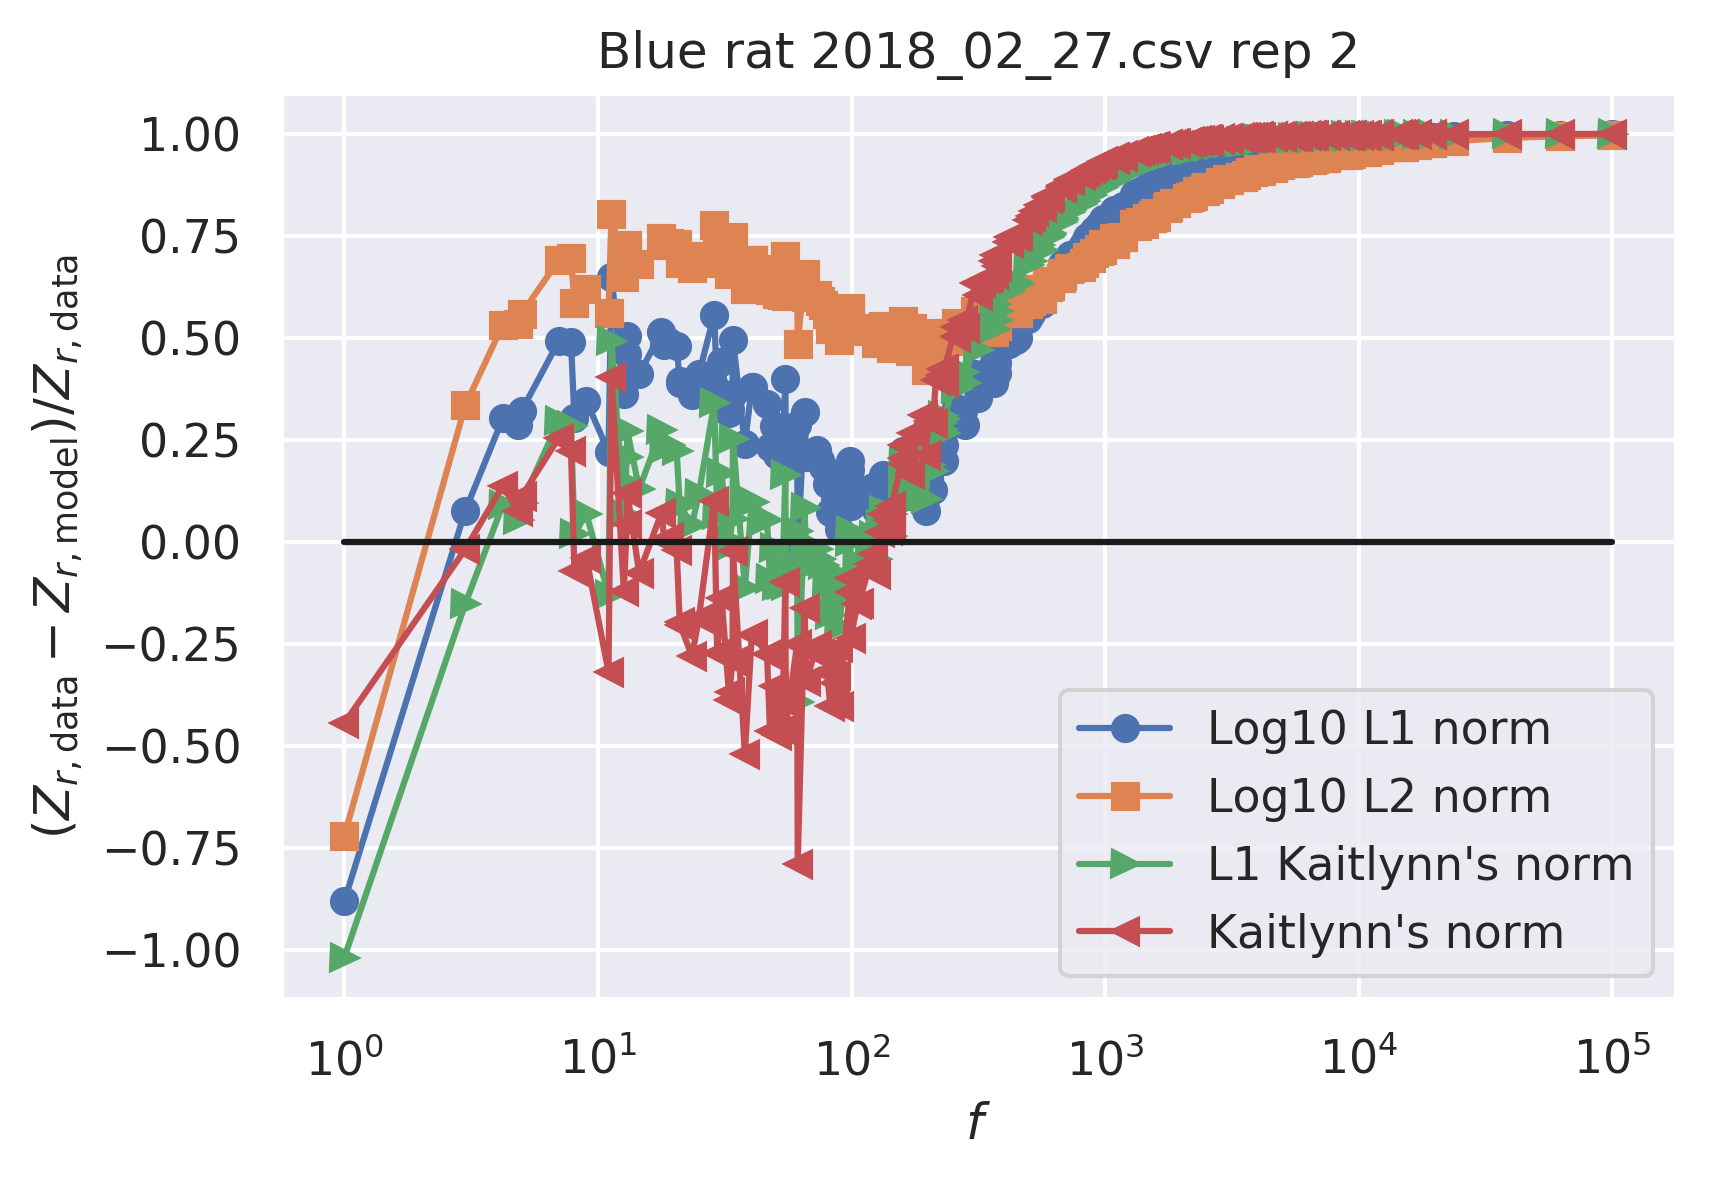 Blue rat 2018_02_27.csv rep 2
(Z_{r, data} − Z_{r, model})/Z_{r, data}
1.00
0.75
0.50
0.25
0.00
−0.25
−0.50
−0.75
−1.00
Log10 L1 norm
Log10 L2 norm
L1 Kaitlynn's norm
Kaitlynn's norm
10^0 10^1 10^2 10^3 10^4 10^5
f